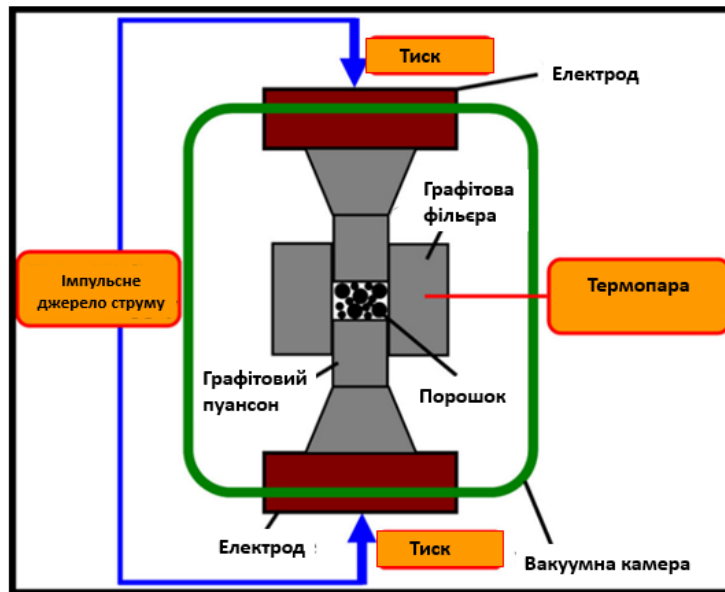 Тиск
Електрод
Графітова
фільєра
Імпульсне
джерело струму
Термопара
Графітовий
пуансон
Порошок
Електрод
Тиск
Вакуумна камера